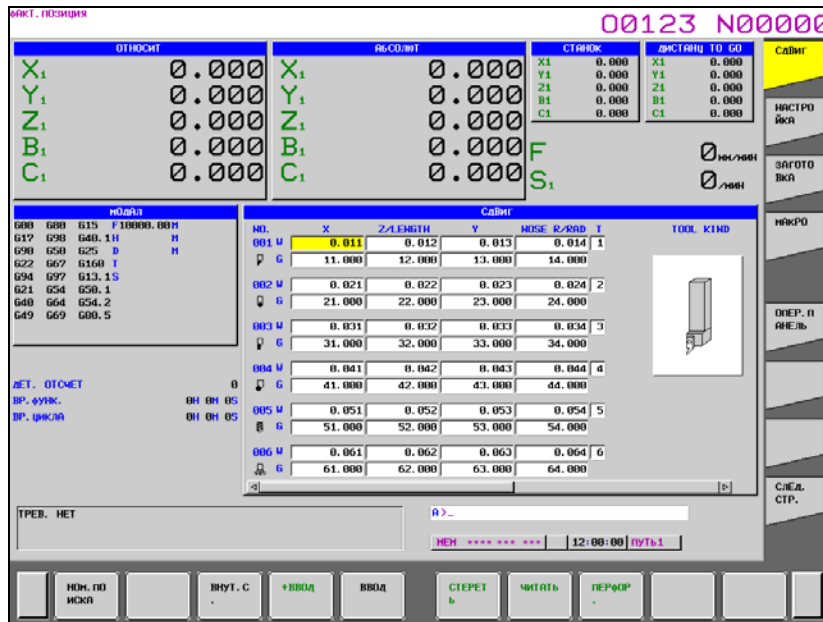 ФАКТ. ПОЗИЦИЯ
O0123 N00000
ОТНОСИТ
X1 0.000
Y1 0.000
Z1 0.000
B1 0.000
C1 0.000
АБСОЛЮТ
X1 0.000
Y1 0.000
Z1 0.000
B1 0.000
C1 0.000
СТАНОК
X1 0.000
Y1 0.000
Z1 0.000
B1 0.000
C1 0.000
ДИСТАНЦ TO GO
X1 0.000
Y1 0.000
Z1 0.000
B1 0.000
C1 0.000
F 0 мм/мин
S1 0 /мин
МОДАЛ
G00 G80 G15 F10000.00 M
G17 G98 G40.1 H M
G90 G50 G25 D M
G22 G67 G160 T
G94 G97 G13.1 S
G21 G54 G50.1
G40 G64 G54.2
G49 G69 G80.5
ДЕТ. ОТСЧЕТ 0
ВР. ФУНК. 0H 0M 0S
ВР. ЦИКЛА 0H 0M 0S
СДВИГ
NO. X Z/LENGTH Y NOSE R/RAD T TOOL KIND
001 W 0.011 0.012 0.013 0.014 1
G 11.000 12.000 13.000 14.000
002 W 0.021 0.022 0.023 0.024 2
G 21.000 22.000 23.000 24.000
003 W 0.031 0.032 0.033 0.034 3
G 31.000 32.000 33.000 34.000
004 W 0.041 0.042 0.043 0.044 4
G 41.000 42.000 43.000 44.000
005 W 0.051 0.052 0.053 0.054 5
G 51.000 52.000 53.000 54.000
006 W 0.061 0.062 0.063 0.064 6
G 61.000 62.000 63.000 64.000
СДВИГ
НАСТРО
ЙКА
ЗАГОТО
ВКА
МАКРО
ОПЕР. П
АНЕЛЬ
СЛЕД.
СТР.
ТРЕВ. НЕТ
A>_
MEM **** *** *** 12:00:00 ПУТЬ1
НОМ. ПО
ИСКА
ВНУТ. С
.
+ВВОД
ВВОД
СТЕРЕТ
Ь
ЧИТАТЬ
ПЕРФОР
.